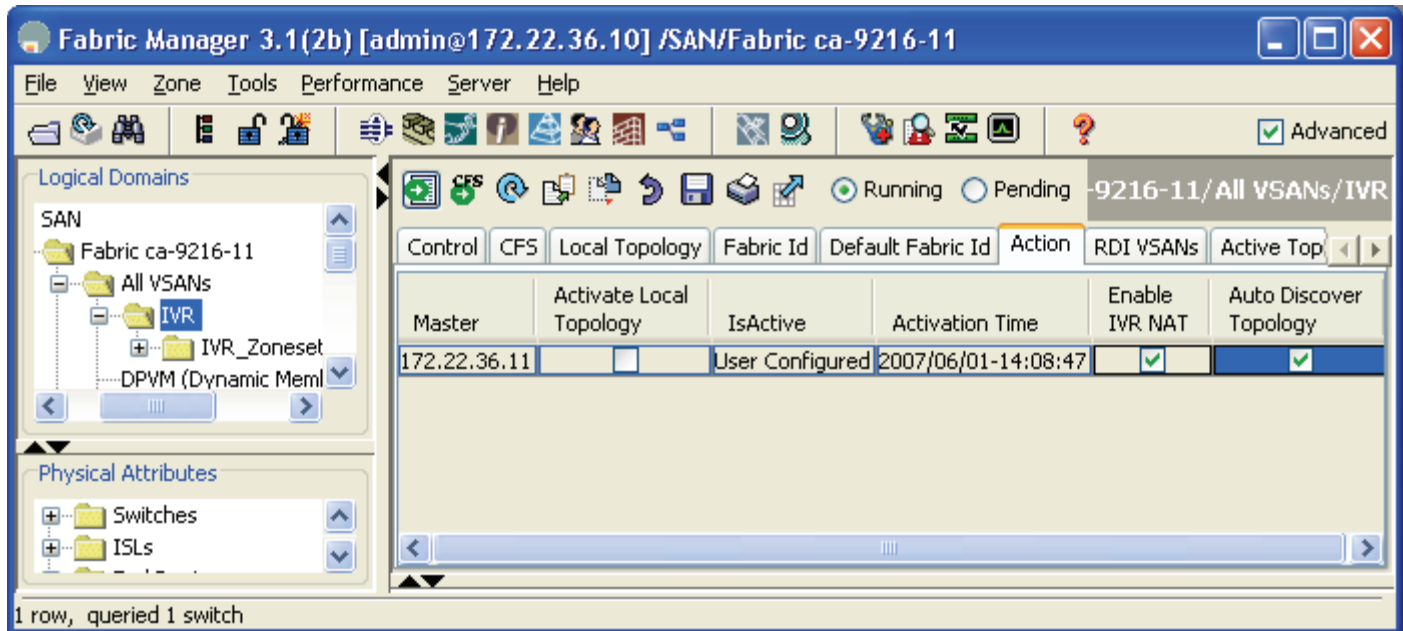 Fabric Manager 3.1(2b) [admin@172.22.36.10] /SAN/Fabric ca-9216-11
File View Zone Tools Performance Server Help
Advanced
Logical Domains
SAN
Fabric ca-9216-11
All VSANs
IVR
IVR_Zoneset
DPVM (Dynamic Meml
Physical Attributes
Switches
ISLs
CFS
Running Pending -9216-11/All VSANs/IVR
Control CFS Local Topology Fabric Id Default Fabric Id Action RDI VSANs Active Top
Master Activate Local Topology IsActive Activation Time Enable IVR NAT Auto Discover Topology
172.22.36.11 User Configured 2007/06/01-14:08:47
1 row, queried 1 switch